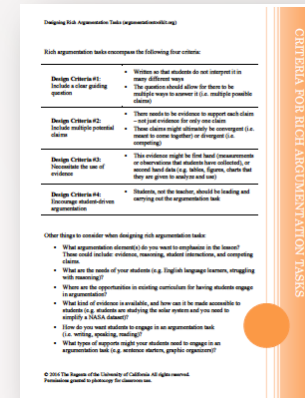 Designing Rich Argumentation Tasks (argumentationtoolkit.org)
CRITERIA FOR RICH ARGUMENTATION TASKS
Rich argumentation tasks encompass the following four criteria:
Design Criteria #1:
Include a clear guiding
question
• Written so that students do not interpret it in
many different ways
• The question should allow for there to be
multiple ways to answer it (i.e. multiple possible
claims)
Design Criteria #2:
Include multiple potential
claims
• There needs to be evidence to support each claim
– not just evidence for only one claim
• These claims might ultimately be convergent (i.e.
meant to come together) or divergent (i.e.
competing)
Design Criteria #3:
Necessitate the use of
evidence
• This evidence might be first hand (measurements
or observations that students have collected), or
second hand data (e.g. tables, figures, charts that
they are given to analyze and use)
Design Criteria #4:
Encourage student-driven
argumentation
• Students, not the teacher, should be leading and
carrying out the argumentation task
Other things to consider when designing rich argumentation tasks:
• What argumentation element(s) do you want to emphasize in the lesson?
These could include: evidence, reasoning, student interactions, and competing
claims.
• What are the needs of your students (e.g. English language learners, struggling
with reasoning)?
• Where are the opportunities in existing curriculum for having students engage
in argumentation?
• What kind of evidence is available, and how can it be made accessible to
students (e.g. students are studying the solar system and you need to
simplify a NASA dataset)?
• How do you want students to engage in an argumentation task
(i.e. writing, speaking, reading)?
• What types of supports might your students need to engage in an
argumentation task (e.g. sentence starters, graphic organizers)?
© 2016 The Regents of the University of California All rights reserved.
Permissions granted to photocopy for classroom use.